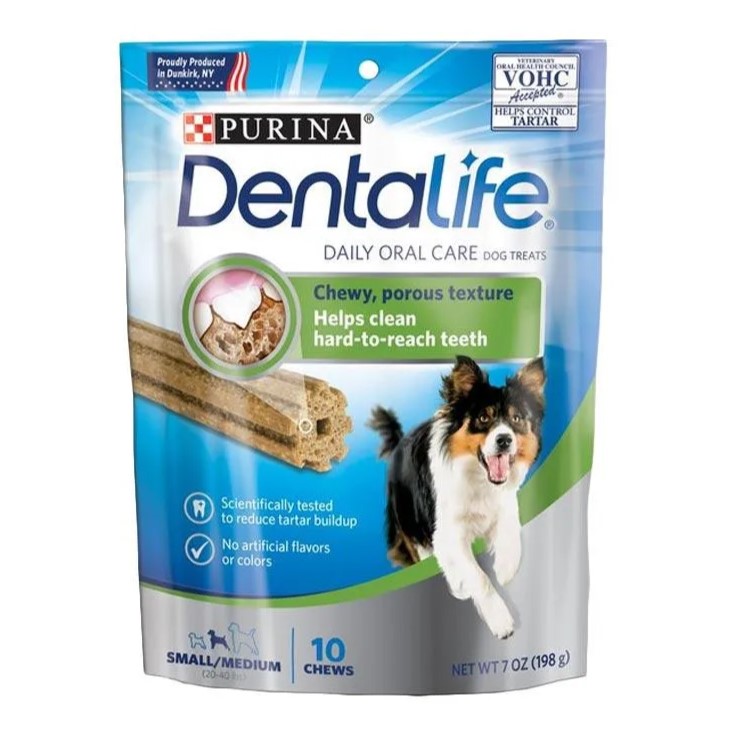 Proudly Produced
in Dunkirk, NY
VETERINARY
ORAL HEALTH COUNCIL
VOHC
Accepted®
HELPS CONTROL
TARTAR
PURINA®
DentaLife®
DAILY ORAL CARE DOG TREATS
Chewy, porous texture
Helps clean
hard-to-reach teeth
Scientifically tested
to reduce tartar buildup
No artificial flavors
or colors
SMALL/MEDIUM
(20-40 lbs)
10
CHEWS
NET WT 7 OZ (198 g)